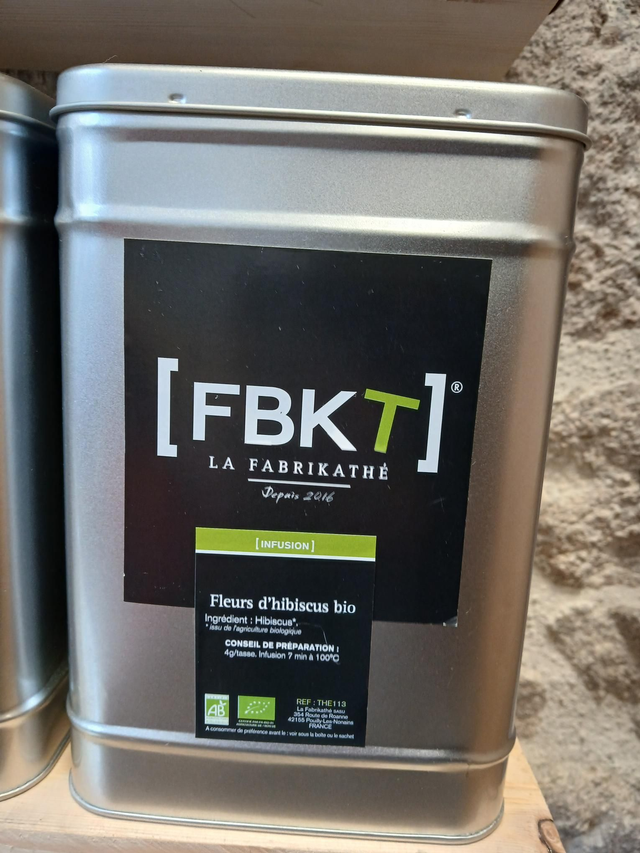 [FBKT]®
LA FABRIKATHÉ
Depuis 2016
[INFUSION]
Fleurs d'hibiscus bio
Ingrédient : Hibiscus*.
* issu de l'agriculture biologique
CONSEIL DE PRÉPARATION :
4g/tasse. Infusion 7 min à 100°C
AB
REF : THE113
La Fabrikathé SASU
354 Route de Roanne
42155 Pouilly-Les-Nonains
FRANCE
A consommer de préférence avant le : voir sous la boite ou le sachet